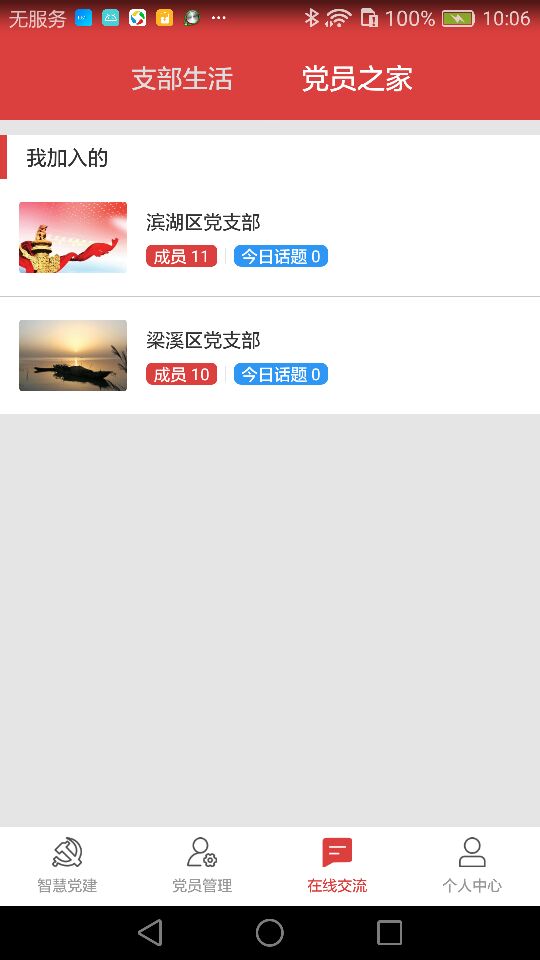 无服务 100% 10:06
支部生活 党员之家
我加入的
滨湖区党支部
成员 11 今日话题 0
梁溪区党支部
成员 10 今日话题 0
智慧党建 党员管理 在线交流 个人中心